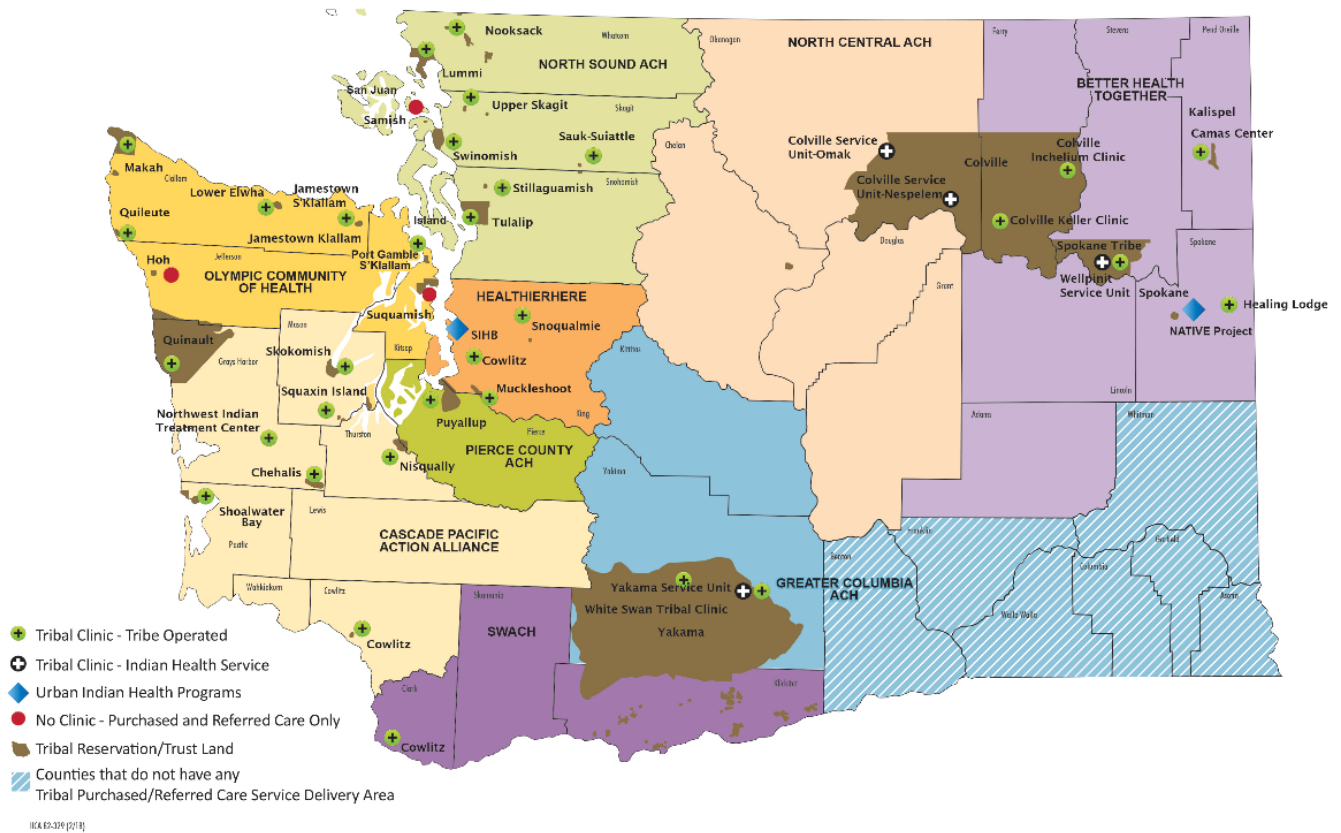 Nooksack
Whatcom
Lummi
NORTH SOUND ACH
San Juan
Samish
Upper Skagit
Skagit
Sauk-Suiattle
Swinomish
Snohomish
Stillaguamish
Tulalip
Island
Okanogan
NORTH CENTRAL ACH
Chelan
Colville Service
Unit-Omak
Colville Service
Unit-Nespelem
Douglas
Grant
Ferry
Stevens
Pend Oreille
BETTER HEALTH
TOGETHER
Kalispel
Camas Center
Colville
Colville
Inchelium Clinic
Colville Keller Clinic
Spokane Tribe
Wellpinit
Service Unit
Spokane
Spokane
Healing Lodge
NATIVE Project
Lincoln
Adams
Whitman
Makah
Clallam
Lower Elwha
Jamestown
S'Klallam
Quileute
Jamestown Klallam
Port Gamble
S'Klallam
Hoh
Jefferson
OLYMPIC COMMUNITY
OF HEALTH
Suquamish
Kitsap
HEALTHIERHERE
SIHB
Snoqualmie
Cowlitz
Muckleshoot
King
Kittitas
Quinault
Grays Harbor
Mason
Skokomish
Squaxin Island
Northwest Indian
Treatment Center
Thurston
Chehalis
Nisqually
Puyallup
Pierce
PIERCE COUNTY
ACH
Yakima
Shoalwater
Bay
Pacific
Lewis
CASCADE PACIFIC
ACTION ALLIANCE
Wahkiakum
Cowlitz
Cowlitz
Skamania
SWACH
Clark
Cowlitz
Klickitat
Yakama Service Unit
White Swan Tribal Clinic
Yakama
GREATER COLUMBIA
ACH
Benton
Franklin
Walla Walla
Columbia
Garfield
Asotin
Tribal Clinic - Tribe Operated
Tribal Clinic - Indian Health Service
Urban Indian Health Programs
No Clinic - Purchased and Referred Care Only
Tribal Reservation/Trust Land
Counties that do not have any
Tribal Purchased/Referred Care Service Delivery Area
HCA 82-329 (2/18)